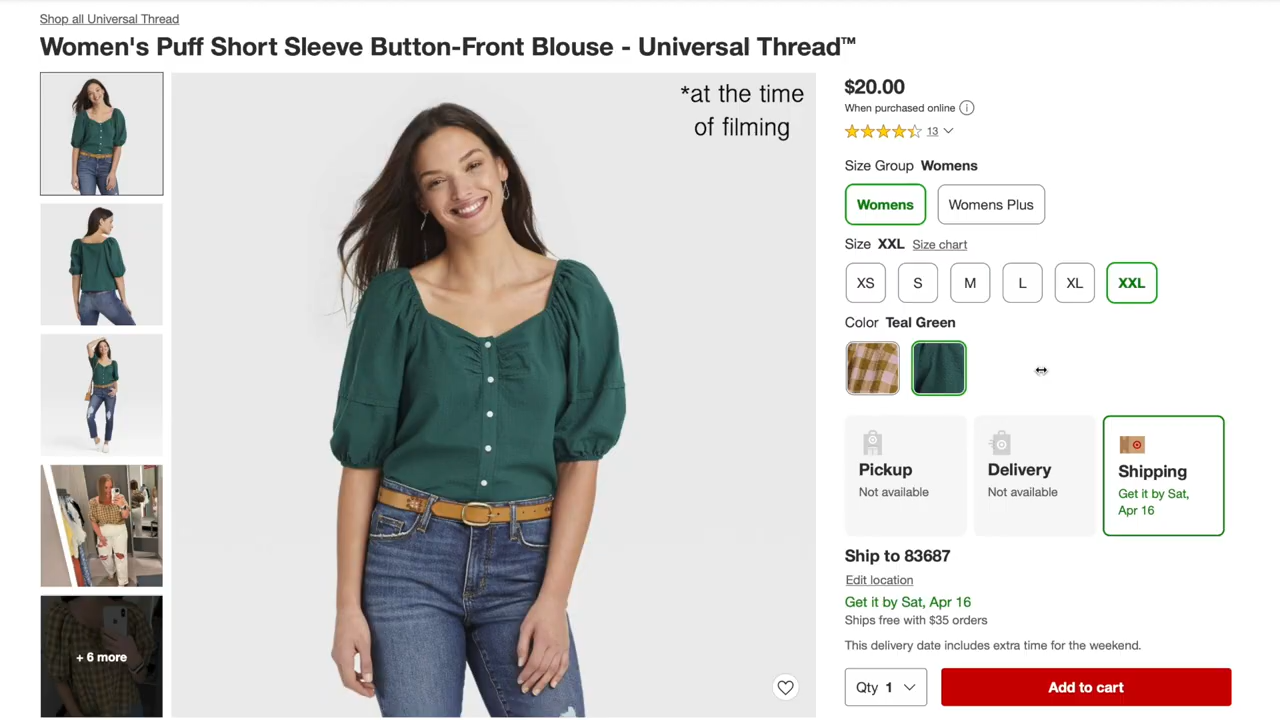 Shop all Universal Thread
Women's Puff Short Sleeve Button-Front Blouse - Universal Thread™
*at the time
of filming
+ 6 more
$20.00
When purchased online
13
Size Group Womens
Womens
Womens Plus
Size XXL Size chart
XS
S
M
L
XL
XXL
Color Teal Green
Pickup
Not available
Delivery
Not available
Shipping
Get it by Sat,
Apr 16
Ship to 83687
Edit location
Get it by Sat, Apr 16
Ships free with $35 orders
This delivery date includes extra time for the weekend.
Qty 1
Add to cart